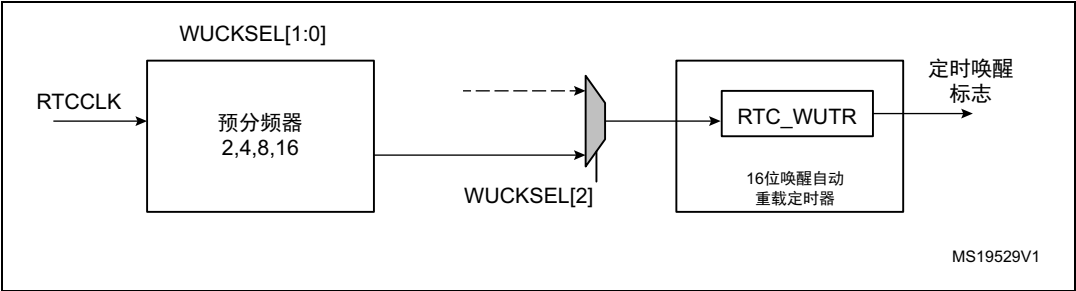 WUCKSEL[1:0]
RTCCLK
预分频器
2,4,8,16
WUCKSEL[2]
RTC_WUTR
16位唤醒自动
重载定时器
定时唤醒
标志
MS19529V1